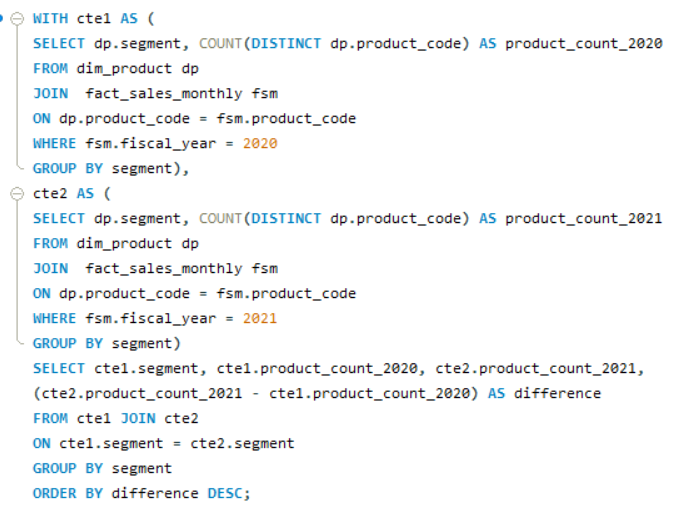 WITH cte1 AS (
SELECT dp.segment, COUNT(DISTINCT dp.product_code) AS product_count_2020
FROM dim_product dp
JOIN  fact_sales_monthly fsm
ON dp.product_code = fsm.product_code
WHERE fsm.fiscal_year = 2020
GROUP BY segment),
cte2 AS (
SELECT dp.segment, COUNT(DISTINCT dp.product_code) AS product_count_2021
FROM dim_product dp
JOIN  fact_sales_monthly fsm
ON dp.product_code = fsm.product_code
WHERE fsm.fiscal_year = 2021
GROUP BY segment)
SELECT cte1.segment, cte1.product_count_2020, cte2.product_count_2021,
(cte2.product_count_2021 - cte1.product_count_2020) AS difference
FROM cte1 JOIN cte2
ON cte1.segment = cte2.segment
GROUP BY segment
ORDER BY difference DESC;